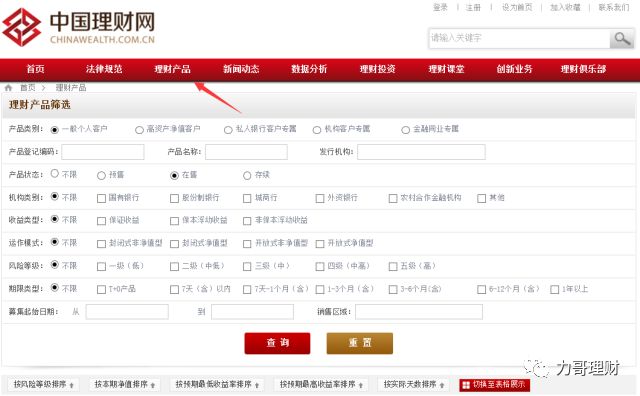 登录 | 注册 | 设为首页 | 加入收藏 | 联系我们
中国理财网
CHINAWEALTH.COM.CN
请输入关键字
首页 法律规范 理财产品 新闻动态 数据分析 理财投资 理财课堂 创新业务 理财俱乐部
首页 > 理财产品
理财产品筛选
产品类别: 一般个人客户 高资产净值客户 私人银行客户专属 机构客户专属 金融同业专属
产品登记编码: 产品名称: 发行机构:
产品状态: 不限 预售 在售 存续
机构类别: 不限 国有银行 股份制银行 城商行 外资银行 农村合作金融机构 其他
收益类型: 不限 保证收益 保本浮动收益 非保本浮动收益
运作模式: 不限 封闭式非净值型 封闭式净值型 开放式非净值型 开放式净值型
风险等级: 不限 一级（低） 二级（中低） 三级（中） 四级（中高） 五级（高）
期限类型: 不限 T+0产品 7天（含）以内 7天-1个月（含） 1-3个月（含） 3-6个月(含) 6-12个月（含） 1年以上
募集起始日期: 从 到 销售区域:
查 询 重 置
按风险等级排序 按本期净值排序 按预期最低收益率排序 按预期最高收益率排序 按实际天数排序 切换至表格展示
力哥理财